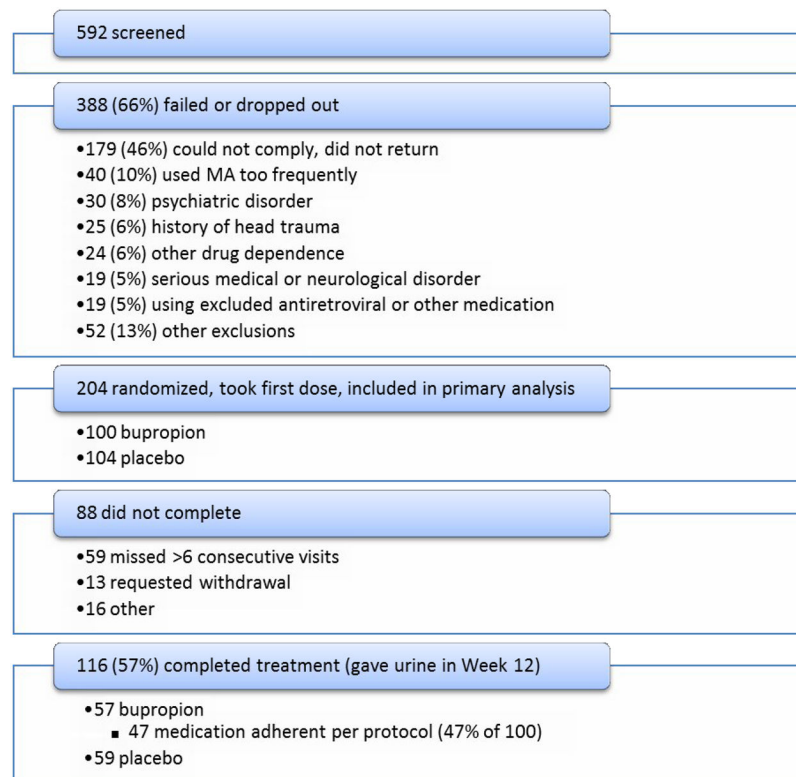 592 screened
388 (66%) failed or dropped out
•179 (46%) could not comply, did not return
•40 (10%) used MA too frequently
•30 (8%) psychiatric disorder
•25 (6%) history of head trauma
•24 (6%) other drug dependence
•19 (5%) serious medical or neurological disorder
•19 (5%) using excluded antiretroviral or other medication
•52 (13%) other exclusions
204 randomized, took first dose, included in primary analysis
•100 bupropion
•104 placebo
88 did not complete
•59 missed >6 consecutive visits
•13 requested withdrawal
•16 other
116 (57%) completed treatment (gave urine in Week 12)
•57 bupropion
▪ 47 medication adherent per protocol (47% of 100)
•59 placebo